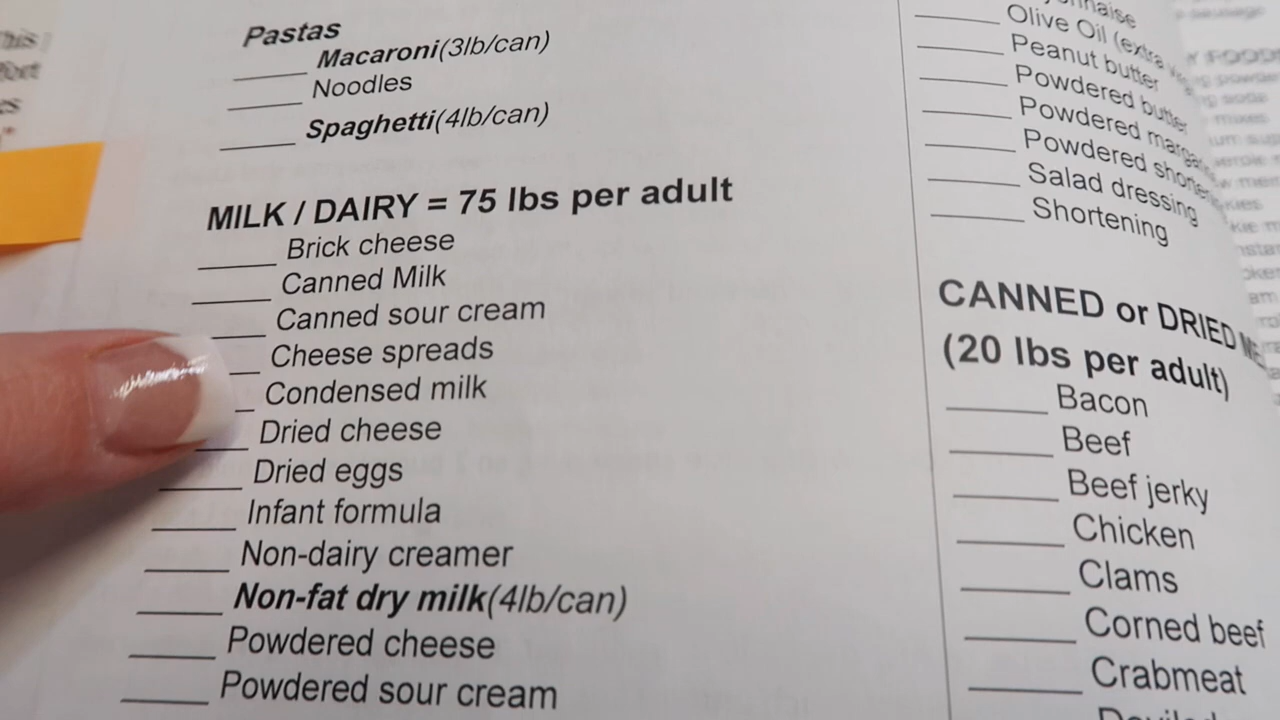 Pastas
Macaroni(3lb/can)
Noodles
Spaghetti(4lb/can)
MILK / DAIRY = 75 lbs per adult
Brick cheese
Canned Milk
Canned sour cream
Cheese spreads
Condensed milk
Dried cheese
Dried eggs
Infant formula
Non-dairy creamer
Non-fat dry milk(4lb/can)
Powdered cheese
Powdered sour cream
Olive Oil (extra
Peanut butter
Powdered butter
Powdered
Powdered
Salad dressing
Shortening
CANNED or DRIED
(20 lbs per adult)
Bacon
Beef
Beef jerky
Chicken
Clams
Corned beef
Crabmeat